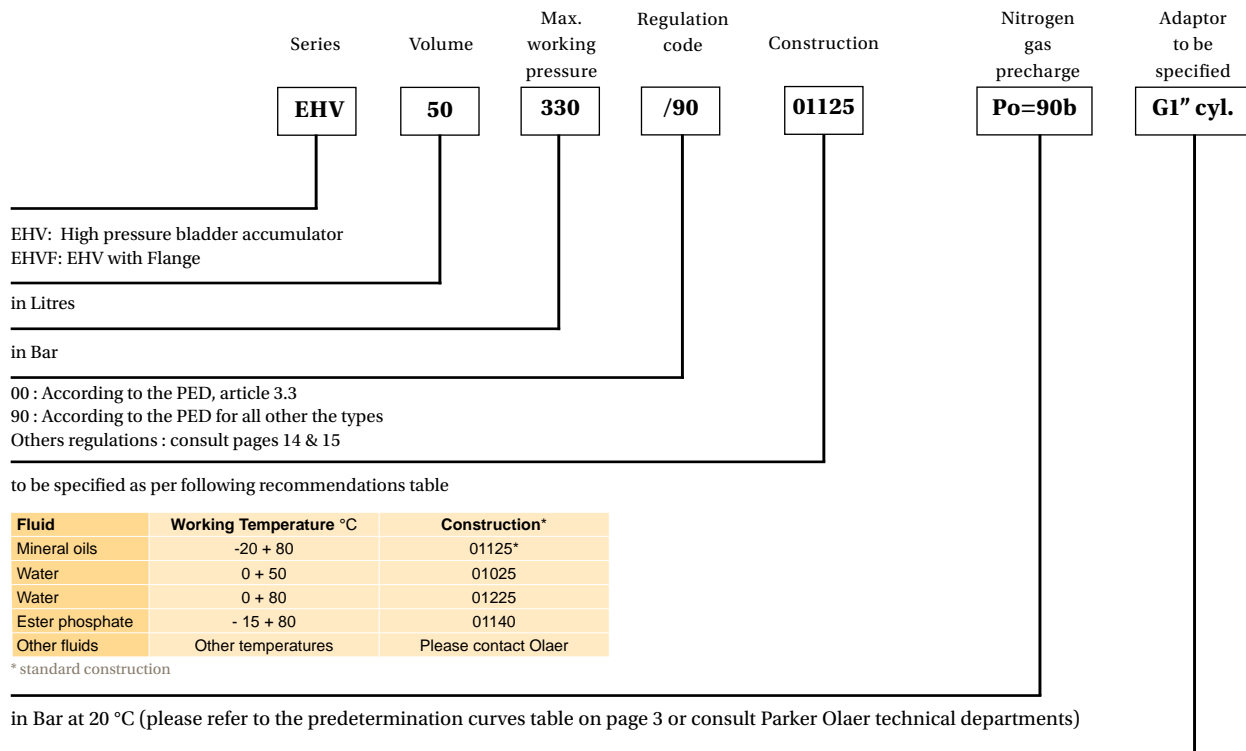 Series
Volume
Max.
working
pressure
Regulation
code
Construction
Nitrogen
gas
precharge
Adaptor
to be
specified
EHV 50 330 /90 01125 Po=90b G1” cyl.
EHV: High pressure bladder accumulator
EHVF: EHV with Flange
in Litres
in Bar
00 : According to the PED, article 3.3
90 : According to the PED for all other the types
Others regulations : consult pages 14 & 15
to be specified as per following recommendations table
Fluid Working Temperature °C Construction*
Mineral oils -20 + 80 01125*
Water 0 + 50 01025
Water 0 + 80 01225
Ester phosphate - 15 + 80 01140
Other fluids Other temperatures Please contact Olaer
* standard construction
in Bar at 20 °C (please refer to the predetermination curves table on page 3 or consult Parker Olaer technical departments)